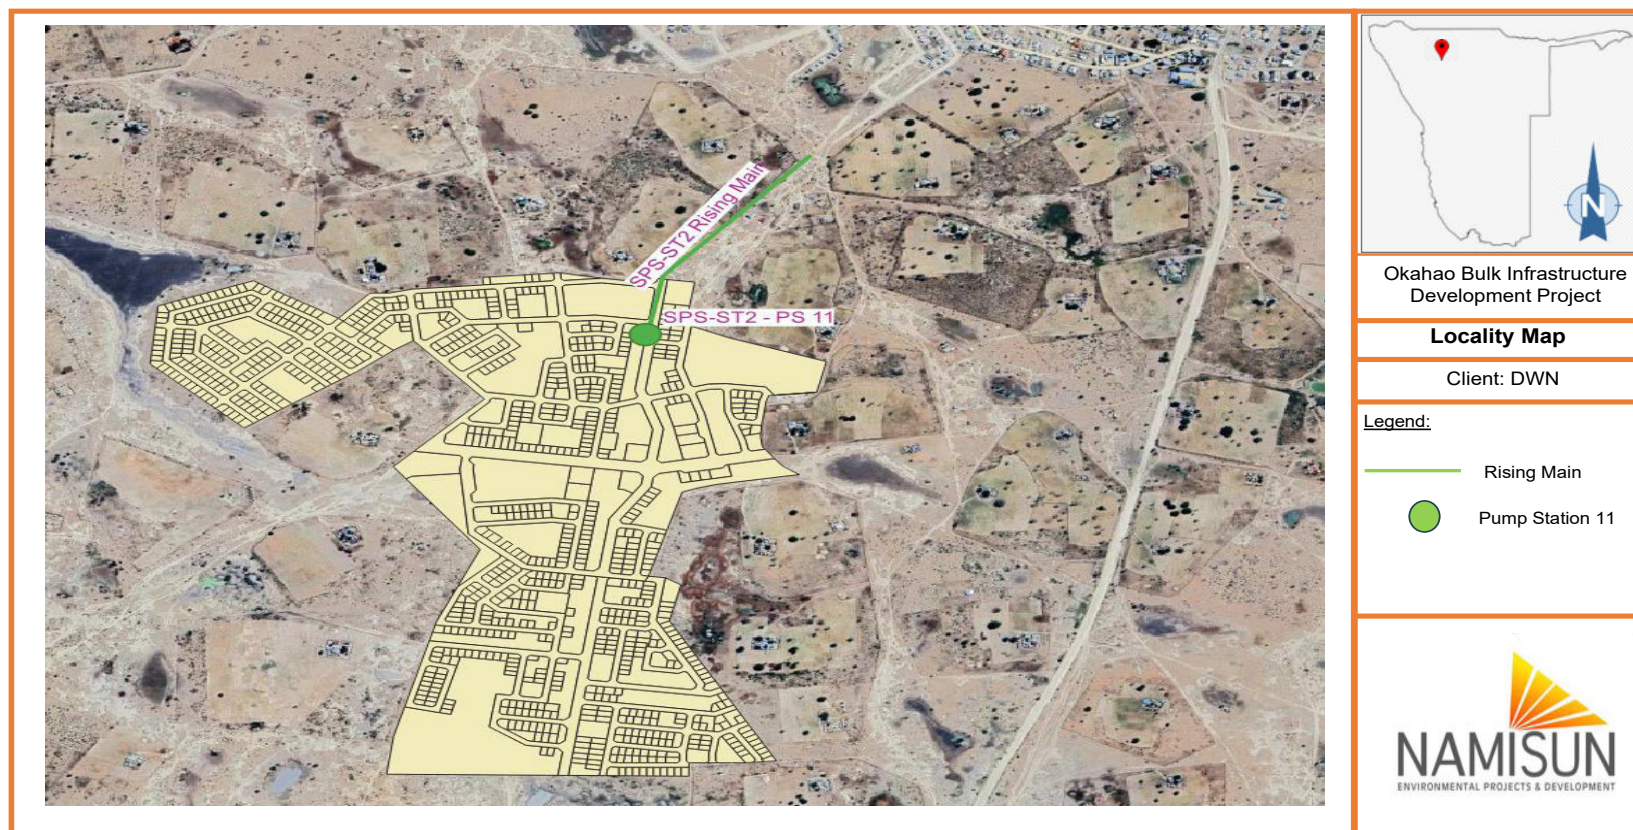 SPS-ST2 Rising Main
SPS-ST2 - PS 11
N
Okahao Bulk Infrastructure
Development Project
Locality Map
Client: DWN
Legend:
Rising Main
Pump Station 11
NAMISUN
ENVIRONMENTAL PROJECTS & DEVELOPMENT